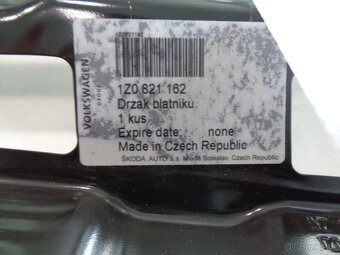 VOLKSWAGEN
GROUP
1Z0 821 162
Drzak blatniku
1 kus
Expire date: none
Made in Czech Republic
ŠKODA AUTO a.s. Mladá Boleslav, Czech Republic